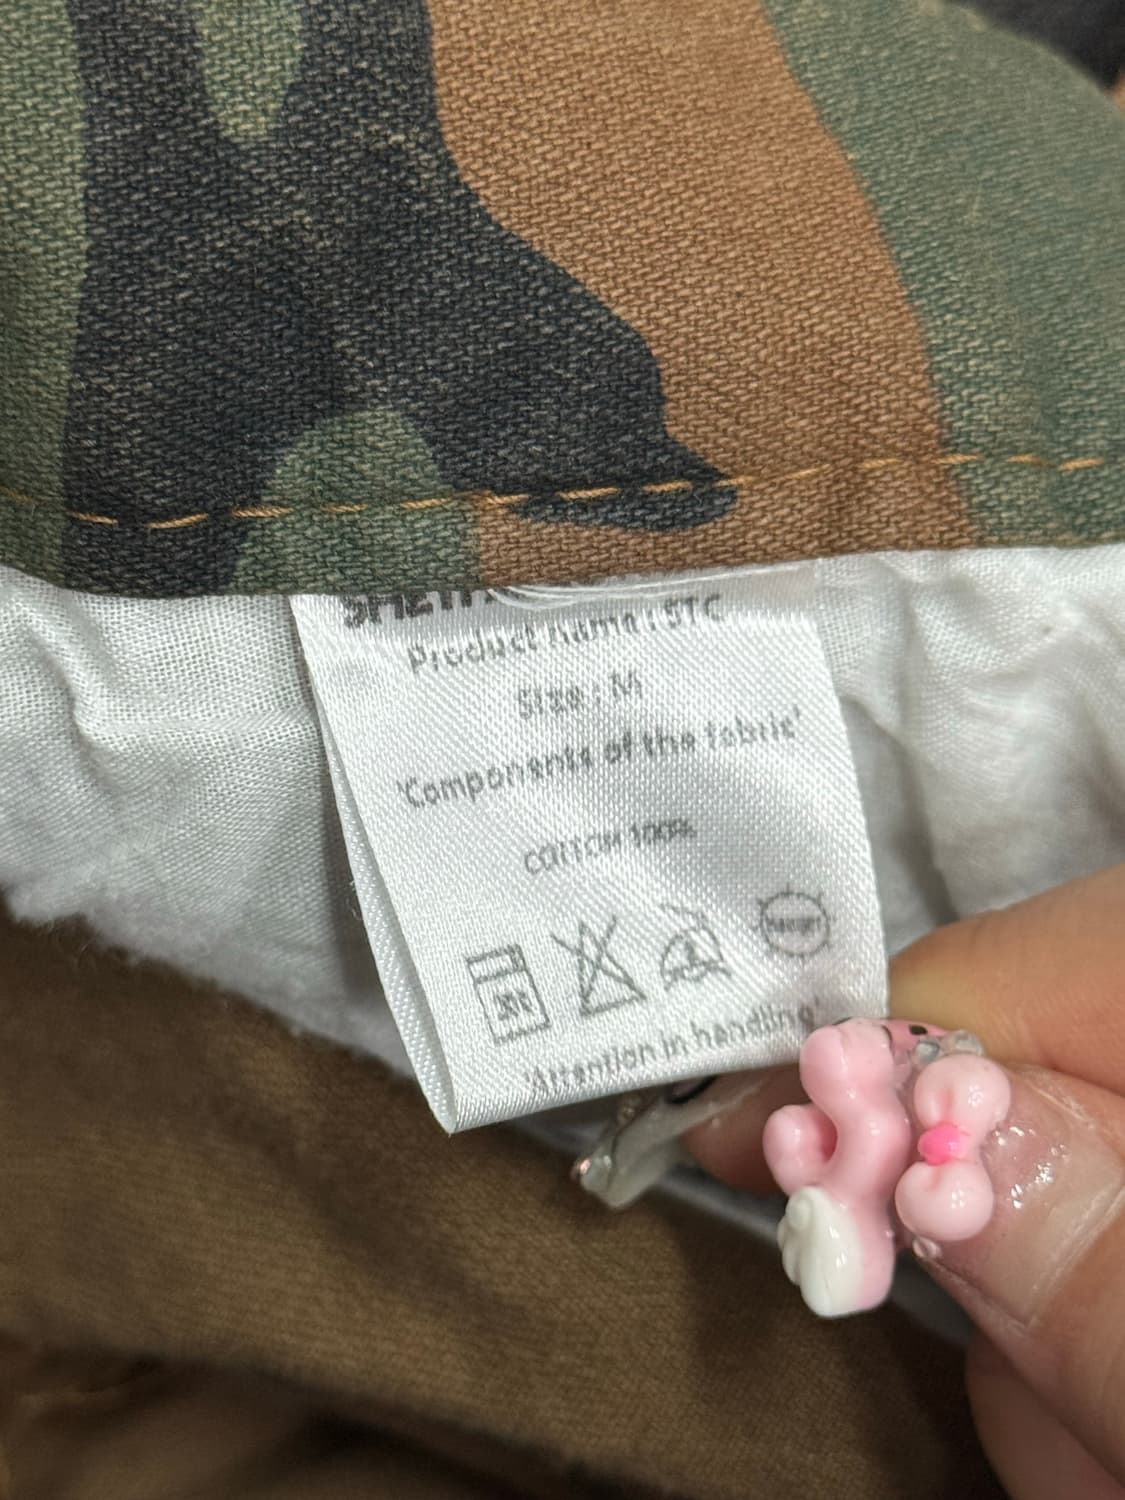 Product name : STC
Size : M
'Components of the fabric'
COTTON 100%
'Attention in handling'